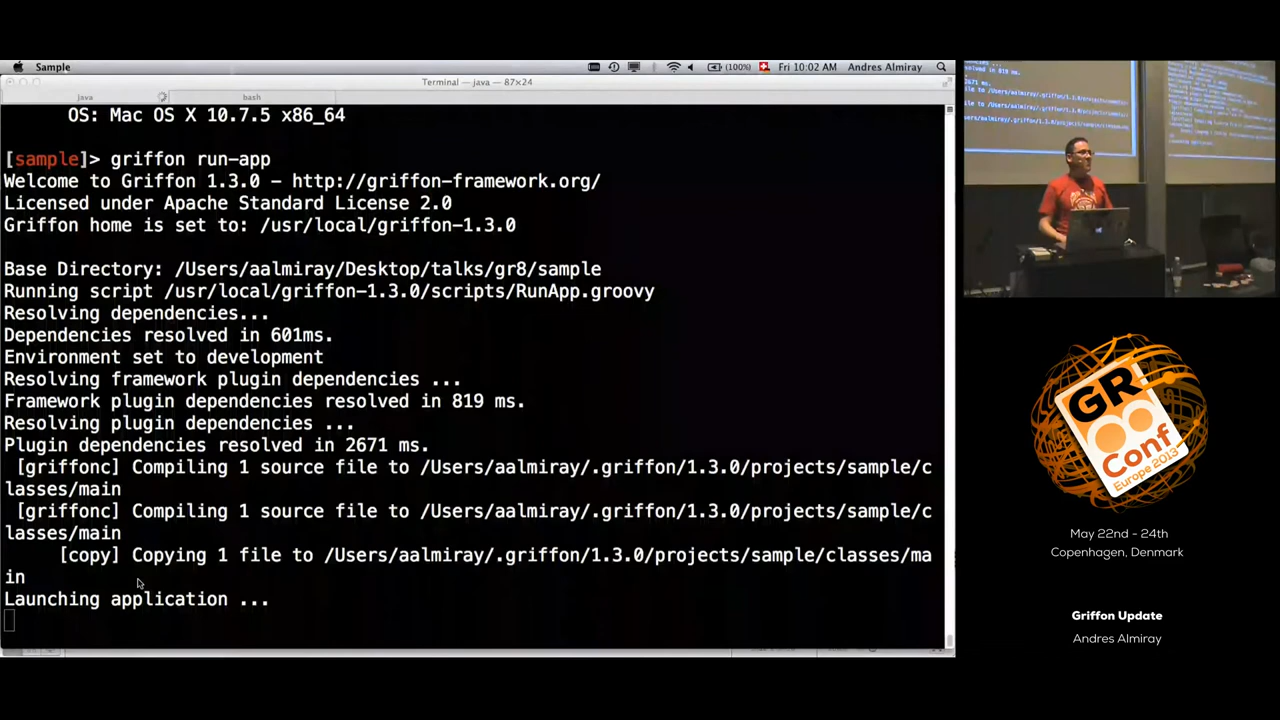 Sample
(100%)
Fri 10:02 AM
Andres Almiray
Terminal — java — 87×24
java
bash
OS: Mac OS X 10.7.5 x86_64
[sample]> griffon run-app
Welcome to Griffon 1.3.0 - http://griffon-framework.org/
Licensed under Apache Standard License 2.0
Griffon home is set to: /usr/local/griffon-1.3.0
Base Directory: /Users/aalmiray/Desktop/talks/gr8/sample
Running script /usr/local/griffon-1.3.0/scripts/RunApp.groovy
Resolving dependencies...
Dependencies resolved in 601ms.
Environment set to development
Resolving framework plugin dependencies ...
Framework plugin dependencies resolved in 819 ms.
Resolving plugin dependencies ...
Plugin dependencies resolved in 2671 ms.
[griffonc] Compiling 1 source file to /Users/aalmiray/.griffon/1.3.0/projects/sample/c
lasses/main
[griffonc] Compiling 1 source file to /Users/aalmiray/.griffon/1.3.0/projects/sample/c
lasses/main
[copy] Copying 1 file to /Users/aalmiray/.griffon/1.3.0/projects/sample/classes/ma
in
Launching application ...
GR8
Conf
Europe 2013
May 22nd - 24th
Copenhagen, Denmark
Griffon Update
Andres Almiray